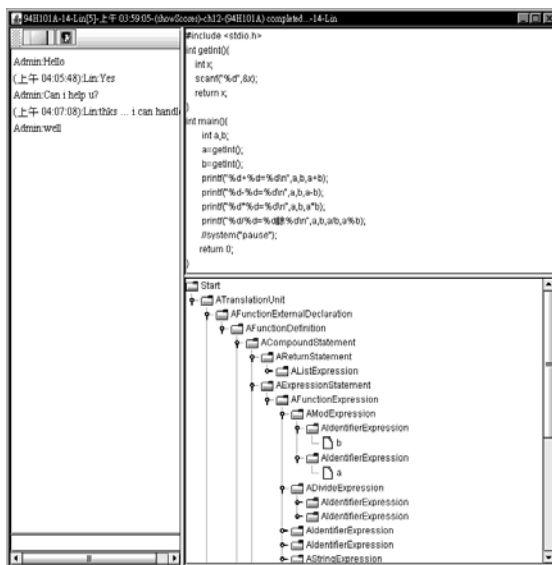 94H101A-14-Lin[5]-上午 03:59:05-(showScores)-ch12-(94H101A) completed...-14-Lin
Admin:Hello
(上午 04:05:48):Lin:Yes
Admin:Can i help u?
(上午 04:07:08):Lin:thks ... i can handl
Admin:well
#include <stdio.h>
int getInt(){
int x;
scanf("%d",&x);
return x;
}
int main(){
int a,b;
a=getInt();
b=getInt();
printf("%d+%d=%d\n",a,b,a+b);
printf("%d-%d=%d\n",a,b,a-b);
printf("%d*%d=%d\n",a,b,a*b);
printf("%d/%d=%d餘%d\n",a,b,a/b,a%b);
//system("pause");
return 0;
}
Start
ATranslationUnit
AFunctionExternalDeclaration
AFunctionDefinition
ACompoundStatement
AReturnStatement
AListExpression
AExpressionStatement
AFunctionExpression
AModExpression
AIdentifierExpression
b
AIdentifierExpression
a
ADivideExpression
AIdentifierExpression
AIdentifierExpression
AIdentifierExpression
AIdentifierExpression
AStringExpression